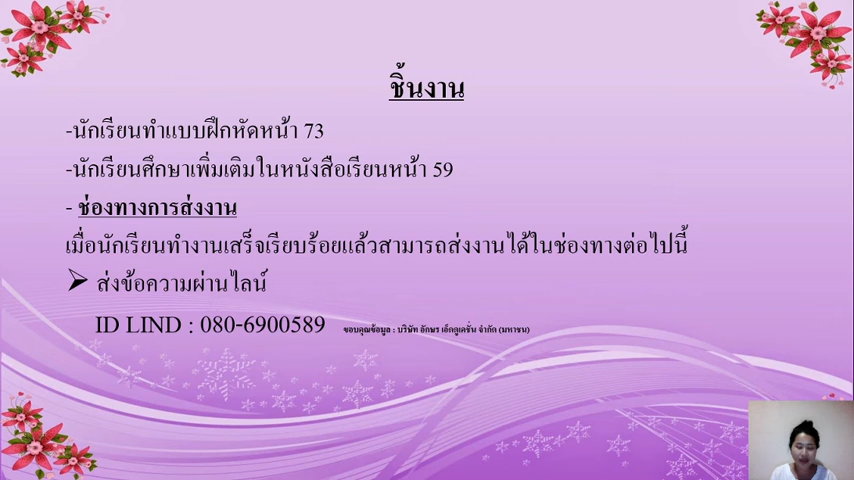 ชิ้นงาน
-นักเรียนทำแบบฝึกหัดหน้า 73
-นักเรียนศึกษาเพิ่มเติมในหนังสือเรียนหน้า 59
- ช่องทางการส่งงาน
เมื่อนักเรียนทำงานเสร็จเรียบร้อยแล้วสามารถส่งงานได้ในช่องทางต่อไปนี้
➢ ส่งข้อความผ่านไลน์
ID LIND : 080-6900589 ขอบคุณข้อมูล : บริษัท อักษร เอ็ดดูเคชั่น จำกัด (มหาชน)